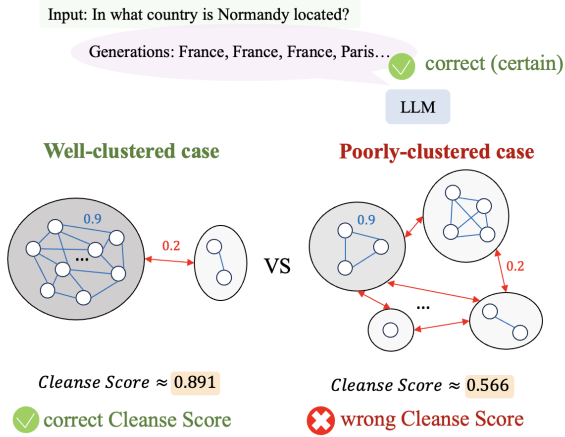 Input: In what country is Normandy located?
Generations: France, France, France, Paris…
correct (certain)
LLM
Well-clustered case
Poorly-clustered case
0.9
...
0.2
VS
0.9
0.2
...
Cleanse Score ≈ 0.891
Cleanse Score ≈ 0.566
correct Cleanse Score
wrong Cleanse Score